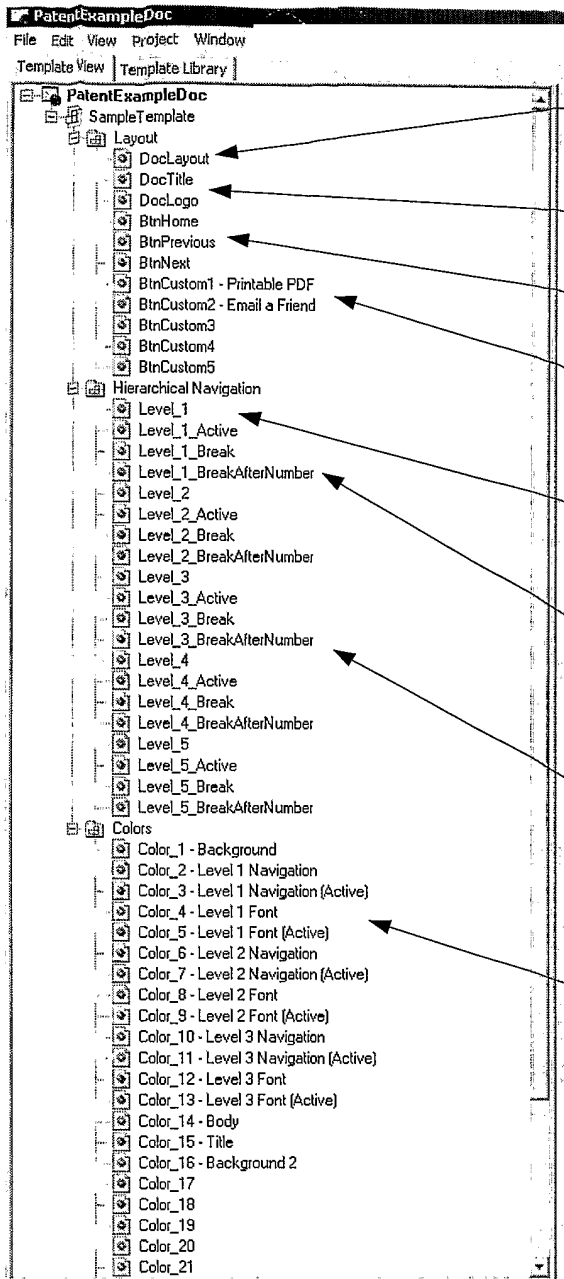 PatentExampleDoc
File Edit View Project Window
Template View Template Library
PatentExampleDoc
SampleTemplate
Layout
DocLayout
DocTitle
DocLogo
BtnHome
BtnPrevious
BtnNext
BtnCustom1 - Printable PDF
BtnCustom2 - Email a Friend
BtnCustom3
BtnCustom4
BtnCustom5
Hierarchical Navigation
Level_1
Level_1_Active
Level_1_Break
Level_1_BreakAfterNumber
Level_2
Level_2_Active
Level_2_Break
Level_2_BreakAfterNumber
Level_3
Level_3_Active
Level_3_Break
Level_3_BreakAfterNumber
Level_4
Level_4_Active
Level_4_Break
Level_4_BreakAfterNumber
Level_5
Level_5_Active
Level_5_Break
Level_5_BreakAfterNumber
Colors
Color_1 - Background
Color_2 - Level 1 Navigation
Color_3 - Level 1 Navigation (Active)
Color_4 - Level 1 Font
Color_5 - Level 1 Font (Active)
Color_6 - Level 2 Navigation
Color_7 - Level 2 Navigation (Active)
Color_8 - Level 2 Font
Color_9 - Level 2 Font (Active)
Color_10 - Level 3 Navigation
Color_11 - Level 3 Navigation (Active)
Color_12 - Level 3 Font
Color_13 - Level 3 Font (Active)
Color_14 - Body
Color_15 - Title
Color_16 - Background 2
Color_17
Color_18
Color_19
Color_20
Color_21